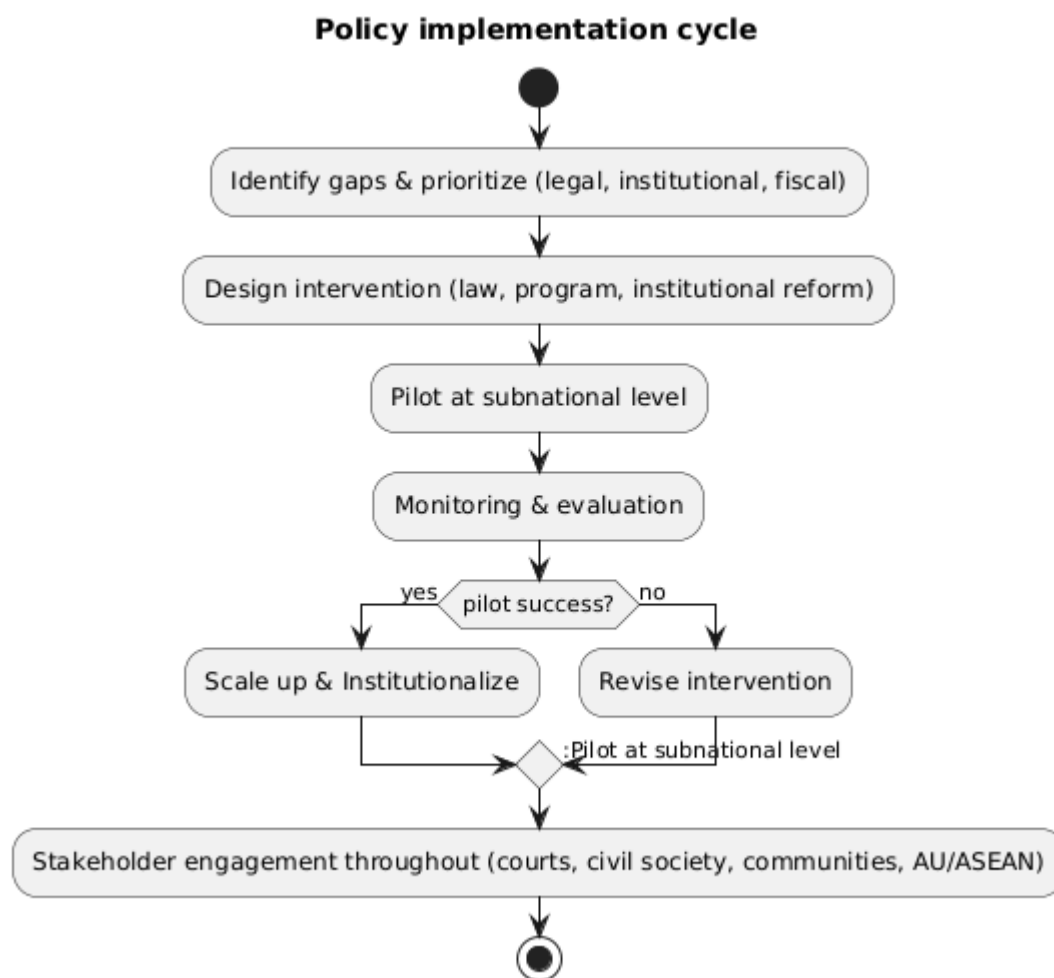 Policy implementation cycle
Identify gaps & prioritize (legal, institutional, fiscal)
Design intervention (law, program, institutional reform)
Pilot at subnational level
Monitoring & evaluation
yes
pilot success?
no
Scale up & Institutionalize
Revise intervention
:Pilot at subnational level
Stakeholder engagement throughout (courts, civil society, communities, AU/ASEAN)